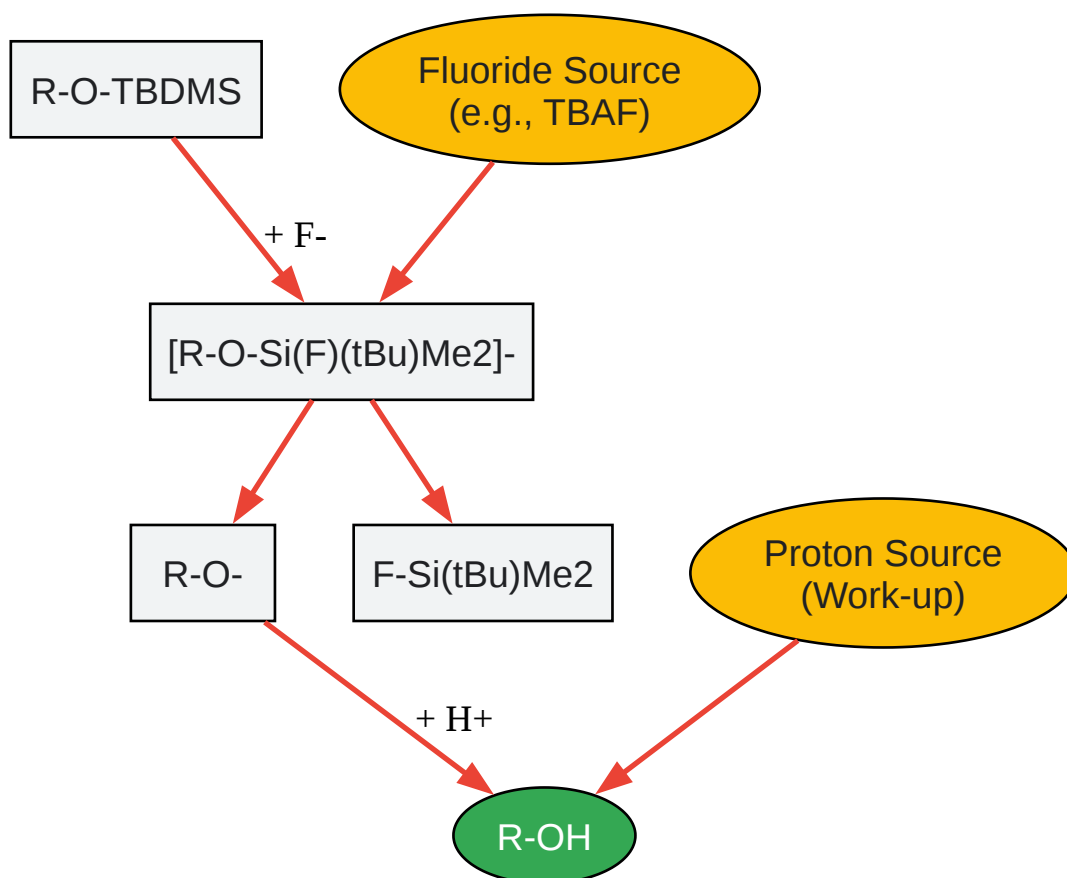 R-O-TBDMS
Fluoride Source
(e.g., TBAF)
+ F-
[R-O-Si(F)(tBu)Me2]-
R-O-
F-Si(tBu)Me2
Proton Source
(Work-up)
+ H+
R-OH